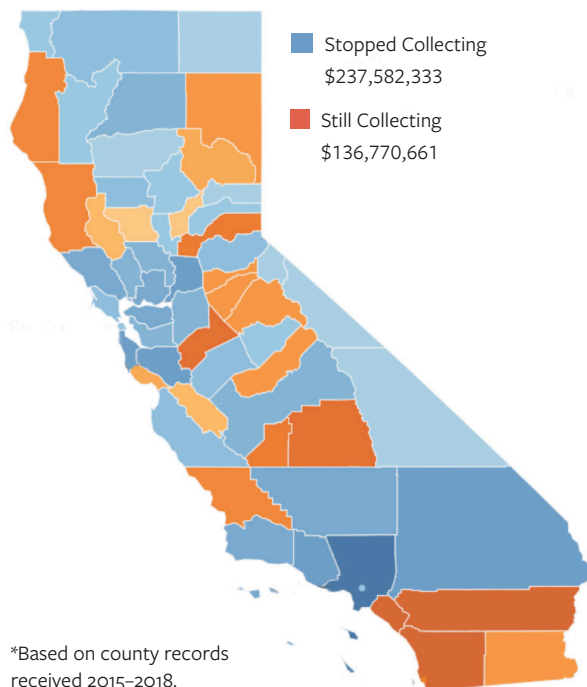 Stopped Collecting
$237,582,333
Still Collecting
$136,770,661
*Based on county records
received 2015–2018.